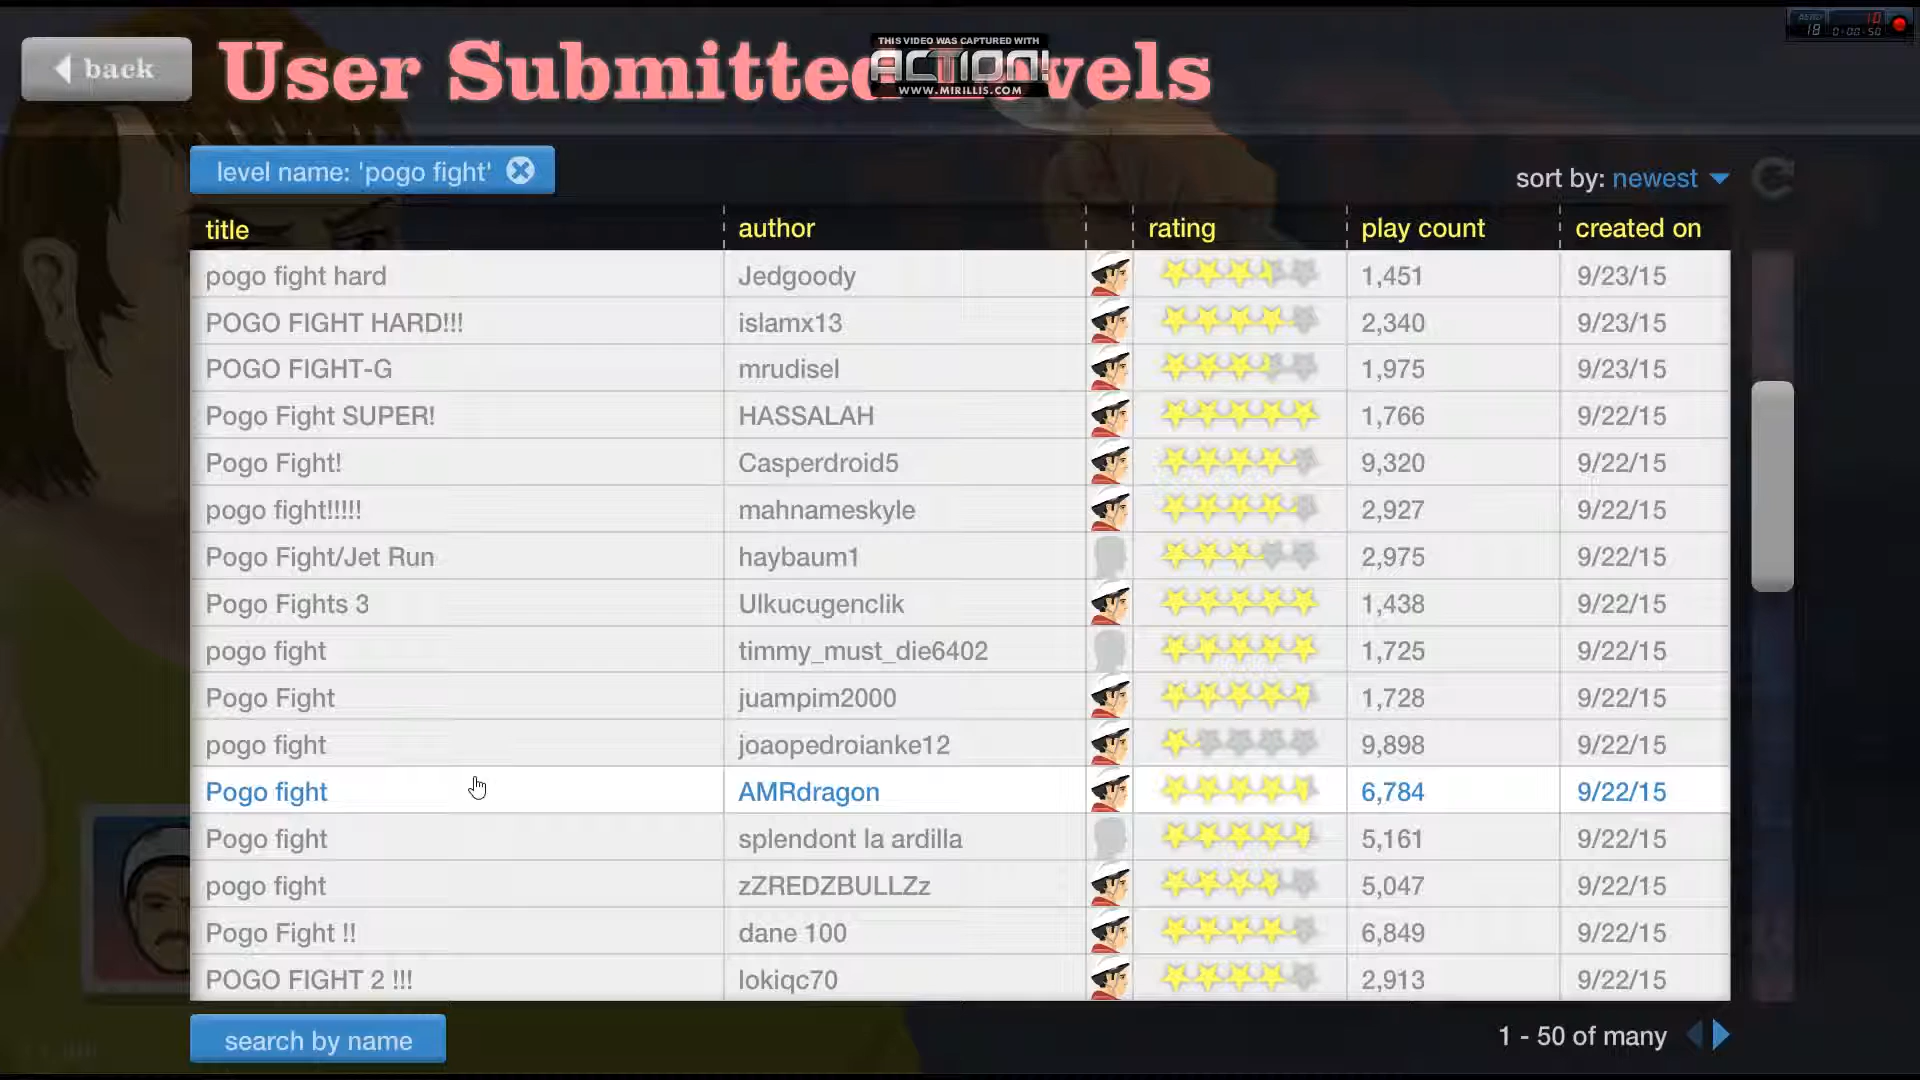 back
User Submitted Levels
THIS VIDEO WAS CAPTURED WITH
ACTION!
WWW.MIRILLIS.COM
18 10 0:00:50
level name: 'pogo fight'
sort by: newest
title author rating play count created on
pogo fight hard Jedgoody 1,451 9/23/15
POGO FIGHT HARD!!! islamx13 2,340 9/23/15
POGO FIGHT-G mrudisel 1,975 9/23/15
Pogo Fight SUPER! HASSALAH 1,766 9/22/15
Pogo Fight! Casperdroid5 9,320 9/22/15
pogo fight!!!!! mahnameskyle 2,927 9/22/15
Pogo Fight/Jet Run haybaum1 2,975 9/22/15
Pogo Fights 3 Ulkucugenclik 1,438 9/22/15
pogo fight timmy_must_die6402 1,725 9/22/15
Pogo Fight juampim2000 1,728 9/22/15
pogo fight joaopedroianke12 9,898 9/22/15
Pogo fight AMRdragon 6,784 9/22/15
Pogo fight splendont la ardilla 5,161 9/22/15
pogo fight zZREDZBULLZz 5,047 9/22/15
Pogo Fight !! dane 100 6,849 9/22/15
POGO FIGHT 2 !!! lokiqc70 2,913 9/22/15
search by name
1 - 50 of many